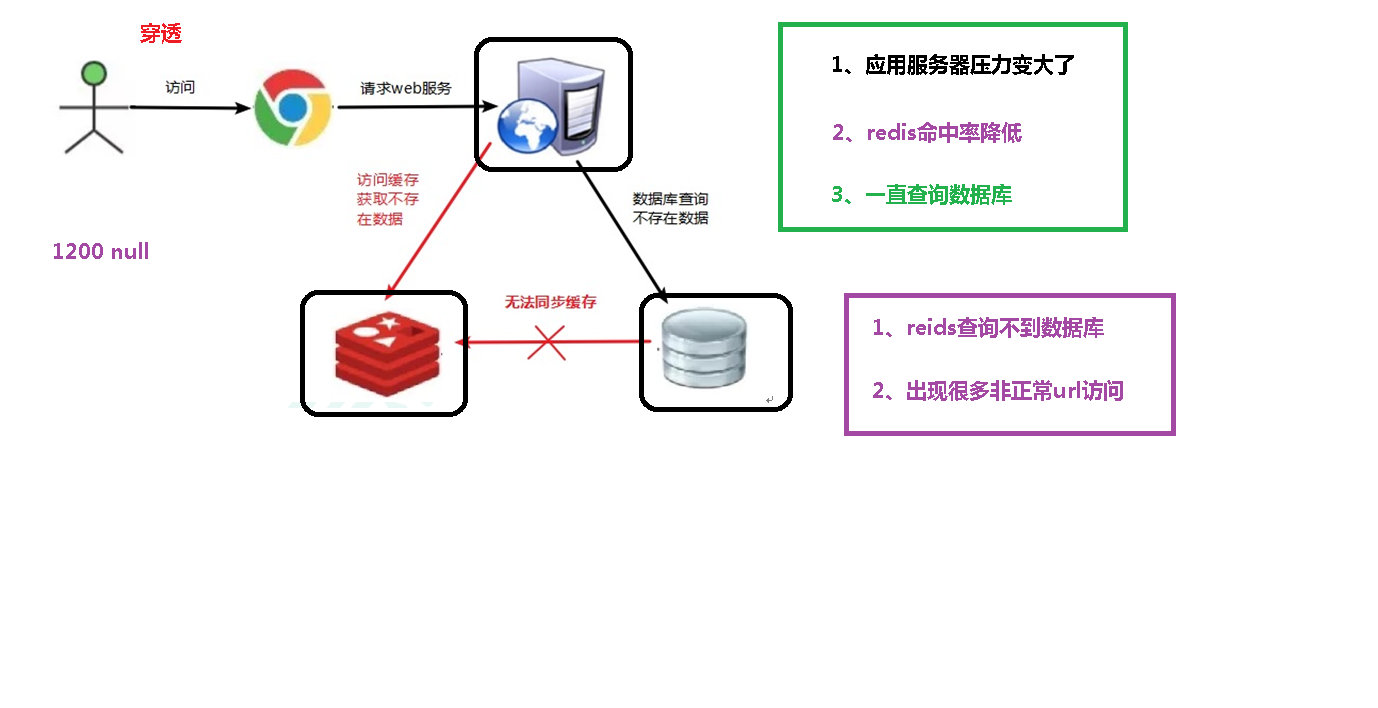 穿透
访问
请求web服务
访问缓存
获取不存
在数据
数据库查询
不存在数据
1200 null
无法同步缓存
1、应用服务器压力变大了
2、redis命中率降低
3、一直查询数据库
1、reids查询不到数据库
2、出现很多非正常url访问